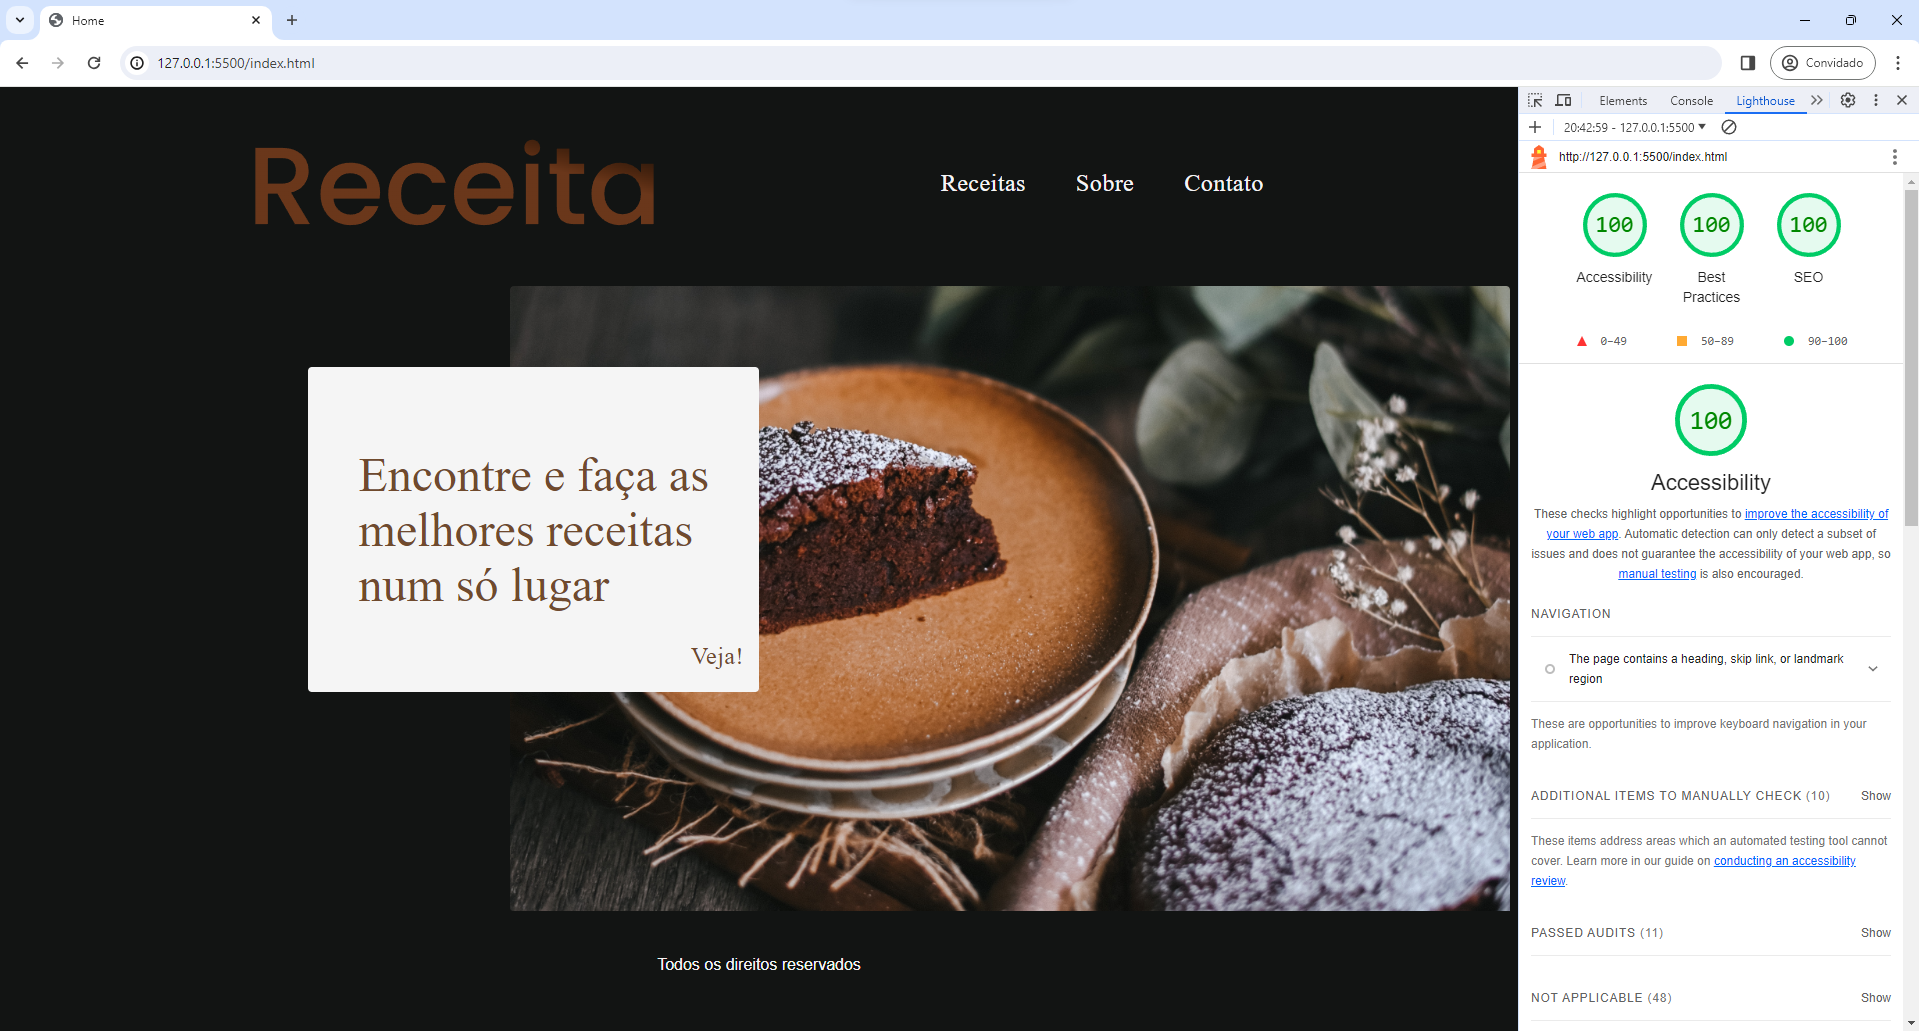 Home
127.0.0.1:5500/index.html
Convidado
Receita
Receitas Sobre Contato
Encontre e faça as
melhores receitas
num só lugar
Veja!
Todos os direitos reservados
Elements Console Lighthouse
20:42:59 - 127.0.0.1:5500
http://127.0.0.1:5500/index.html
100 100 100
Accessibility Best Practices SEO
0–49 50–89 90–100
100
Accessibility
These checks highlight opportunities to improve the accessibility of
your web app. Automatic detection can only detect a subset of
issues and does not guarantee the accessibility of your web app, so
manual testing is also encouraged.
NAVIGATION
The page contains a heading, skip link, or landmark
region
These are opportunities to improve keyboard navigation in your
application.
ADDITIONAL ITEMS TO MANUALLY CHECK (10) Show
These items address areas which an automated testing tool cannot
cover. Learn more in our guide on conducting an accessibility
review.
PASSED AUDITS (11) Show
NOT APPLICABLE (48) Show